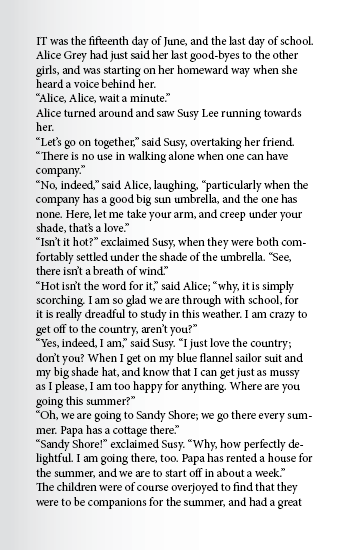 IT was the fifteenth day of June, and the last day of school.
Alice Grey had just said her last good-byes to the other
girls, and was starting on her homeward way when she
heard a voice behind her.
“Alice, Alice, wait a minute.”
Alice turned around and saw Susy Lee running towards
her.
“Let’s go on together,” said Susy, overtaking her friend.
“There is no use in walking alone when one can have
company.”
“No, indeed,” said Alice, laughing, “particularly when the
company has a good big sun umbrella, and the one has
none. Here, let me take your arm, and creep under your
shade, that’s a love.”
“Isn’t it hot?” exclaimed Susy, when they were both com-
fortably settled under the shade of the umbrella. “See,
there isn’t a breath of wind.”
“Hot isn’t the word for it,” said Alice; “why, it is simply
scorching. I am so glad we are through with school, for
it is really dreadful to study in this weather. I am crazy to
get off to the country, aren’t you?”
“Yes, indeed, I am,” said Susy. “I just love the country;
don’t you? When I get on my blue flannel sailor suit and
my big shade hat, and know that I can get just as mussy
as I please, I am too happy for anything. Where are you
going this summer?”
“Oh, we are going to Sandy Shore; we go there every sum-
mer. Papa has a cottage there.”
“Sandy Shore!” exclaimed Susy. “Why, how perfectly de-
lightful. I am going there, too. Papa has rented a house for
the summer, and we are to start off in about a week.”
The children were of course overjoyed to find that they
were to be companions for the summer, and had a great